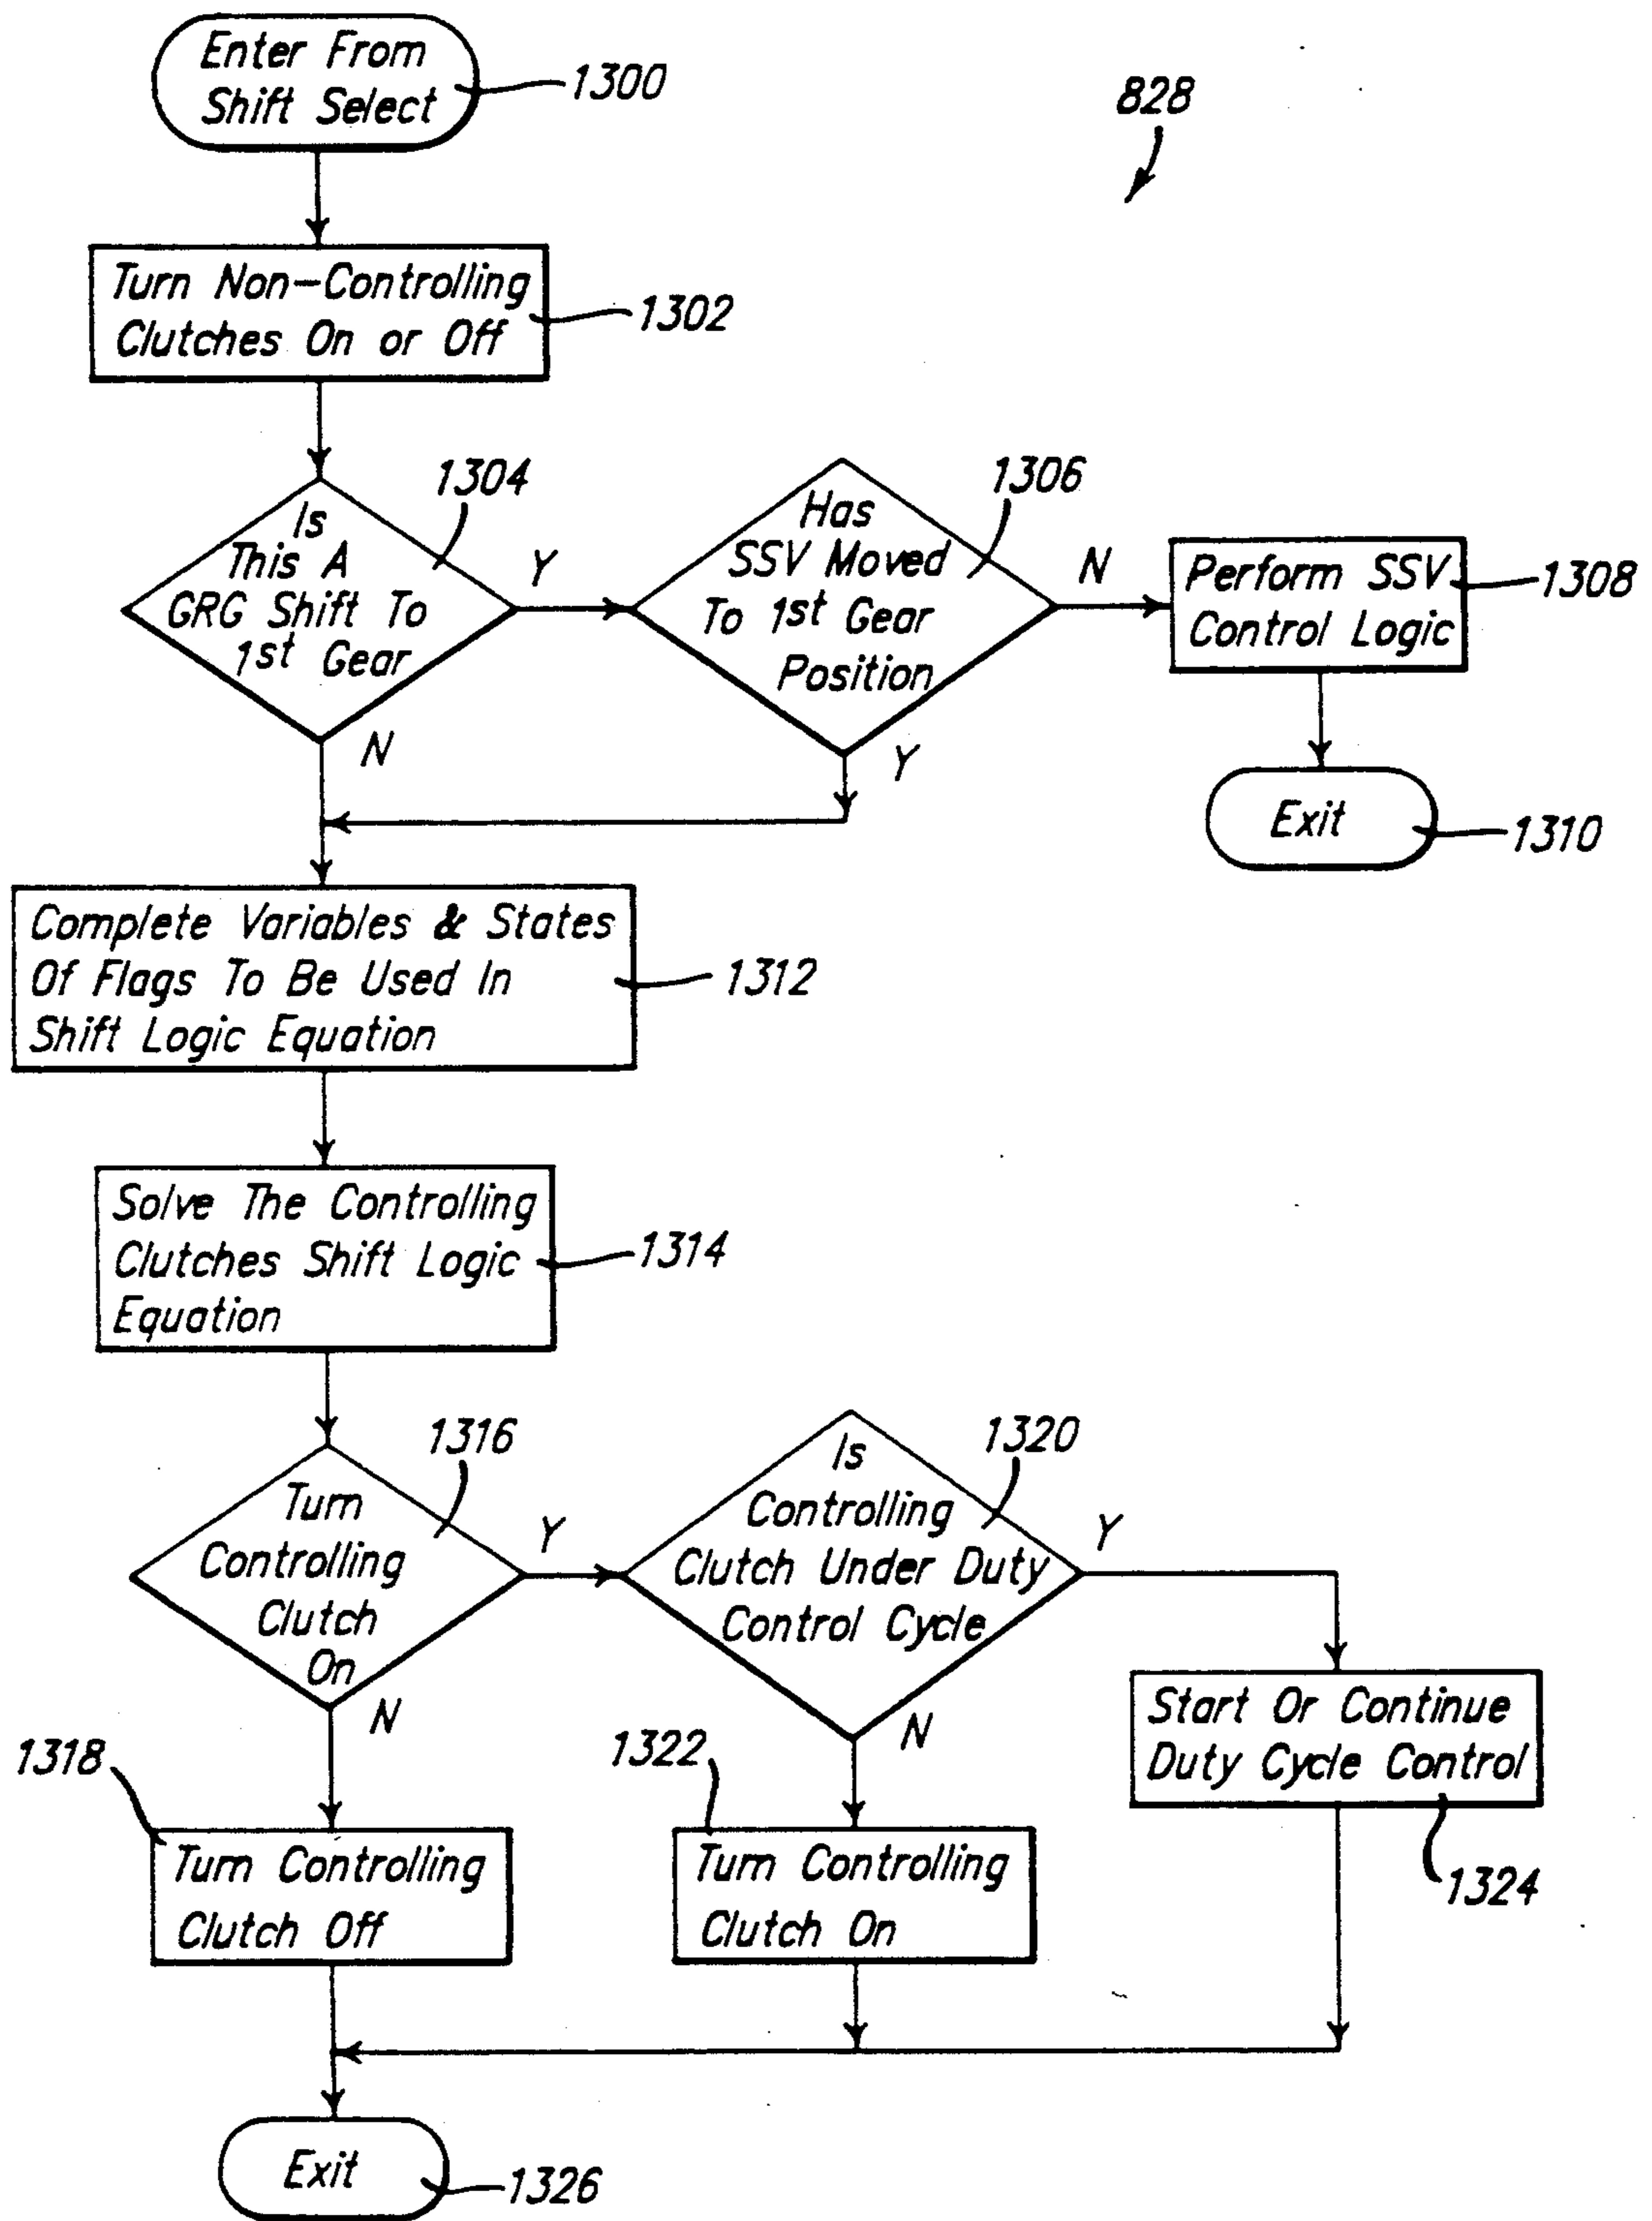 Enter From
Shift Select
1300
828
Turn Non-Controlling
Clutches On or Off
1302
1304
Is
This A
GRG Shift To
1st Gear
Y
N
1306
Has
SSV Moved
To 1st Gear
Position
N
Y
Perform SSV
Control Logic
1308
Exit
1310
Complete Variables & States
Of Flags To Be Used In
Shift Logic Equation
1312
Solve The Controlling
Clutches Shift Logic
Equation
1314
1316
Turn
Controlling
Clutch
On
Y
N
1320
Is
Controlling
Clutch Under Duty
Control Cycle
Y
N
1318
Turn Controlling
Clutch Off
1322
Turn Controlling
Clutch On
Start Or Continue
Duty Cycle Control
1324
Exit
1326